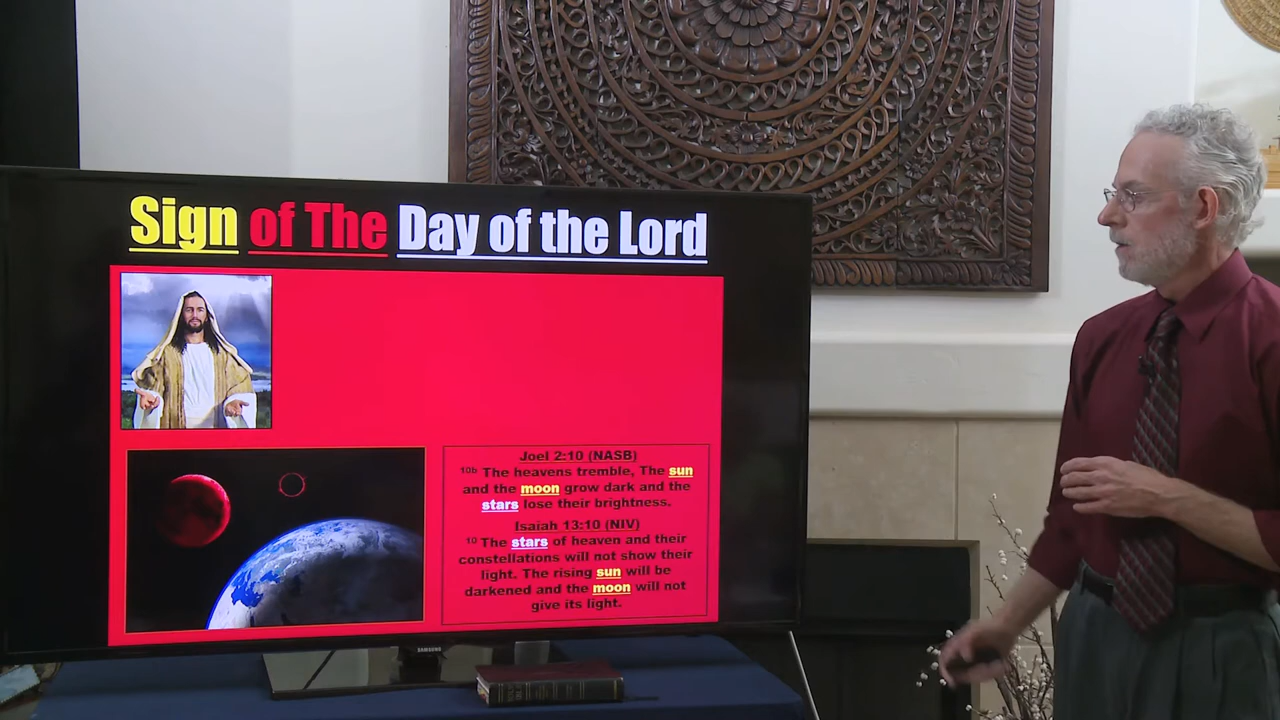 Sign of The Day of the Lord
Joel 2:10 (NASB)
10b The heavens tremble, The sun
and the moon grow dark and the
stars lose their brightness.
Isaiah 13:10 (NIV)
10 The stars of heaven and their
constellations will not show their
light. The rising sun will be
darkened and the moon will not
give its light.
SAMSUNG